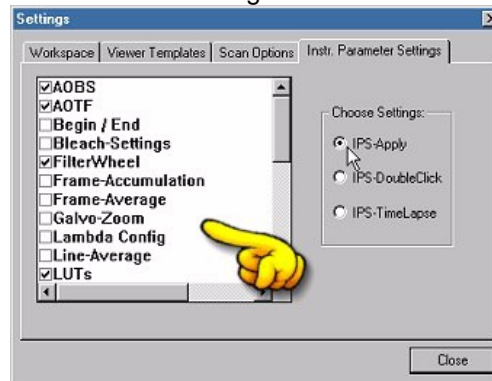 Settings
Workspace Viewer Templates Scan Options Instr. Parameter Settings
AOBS
AOTF
Begin / End
Bleach-Settings
FilterWheel
Frame-Accumulation
Frame-Average
Galvo-Zoom
Lambda Config
Line-Average
LUTs
Choose Settings:
IPS-Apply
IPS-DoubleClick
IPS-TimeLapse
Close